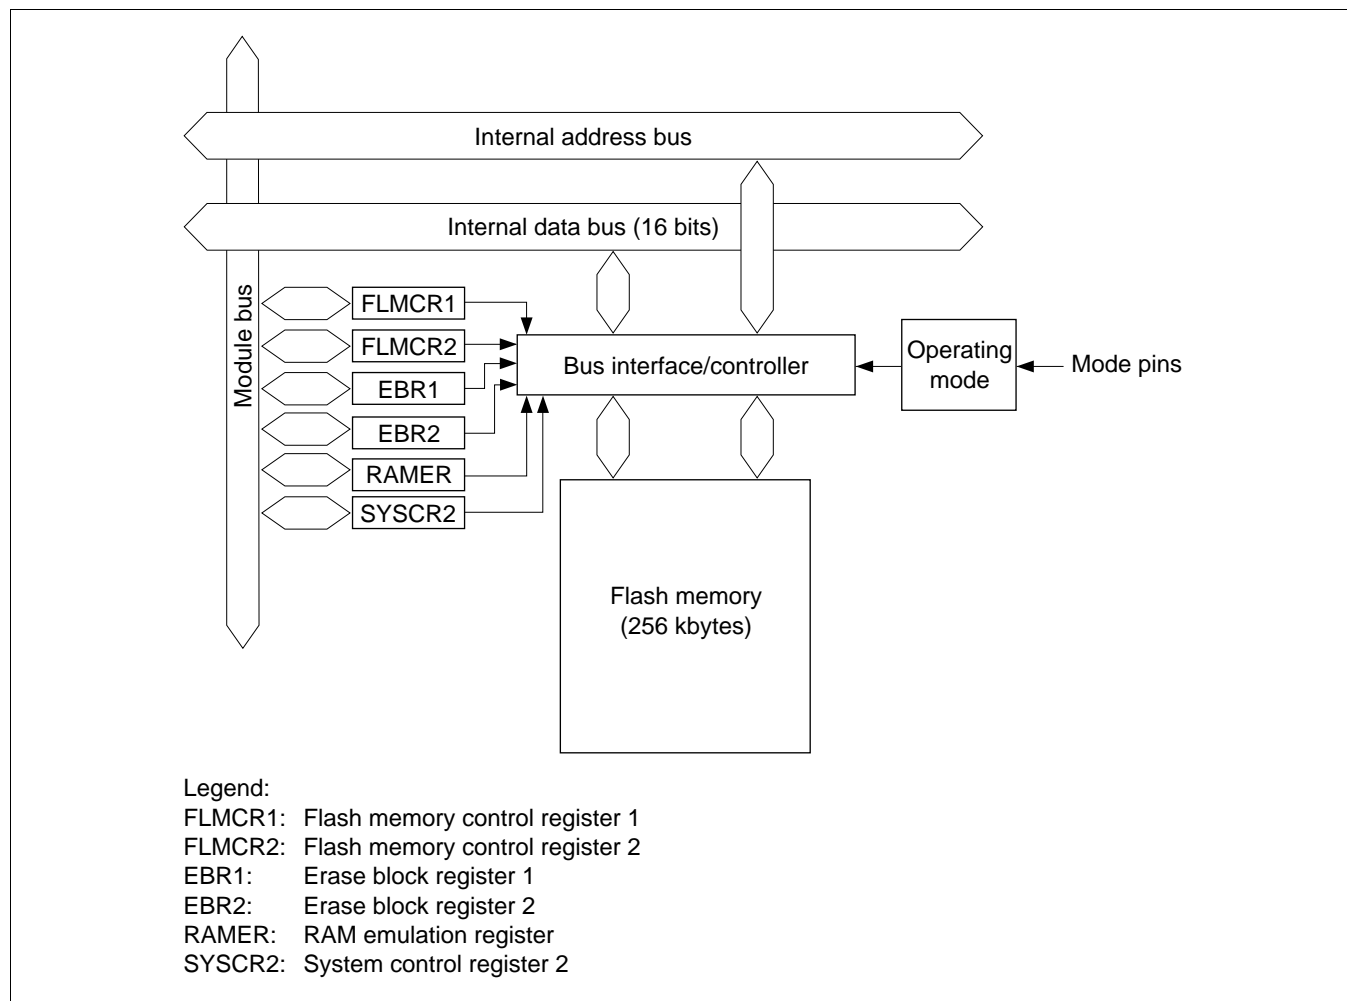 Internal address bus
Internal data bus (16 bits)
Module bus
FLMCR1
FLMCR2
EBR1
EBR2
RAMER
SYSCR2
Bus interface/controller
Operating
mode
Mode pins
Flash memory
(256 kbytes)
Legend:
FLMCR1: Flash memory control register 1
FLMCR2: Flash memory control register 2
EBR1: Erase block register 1
EBR2: Erase block register 2
RAMER: RAM emulation register
SYSCR2: System control register 2